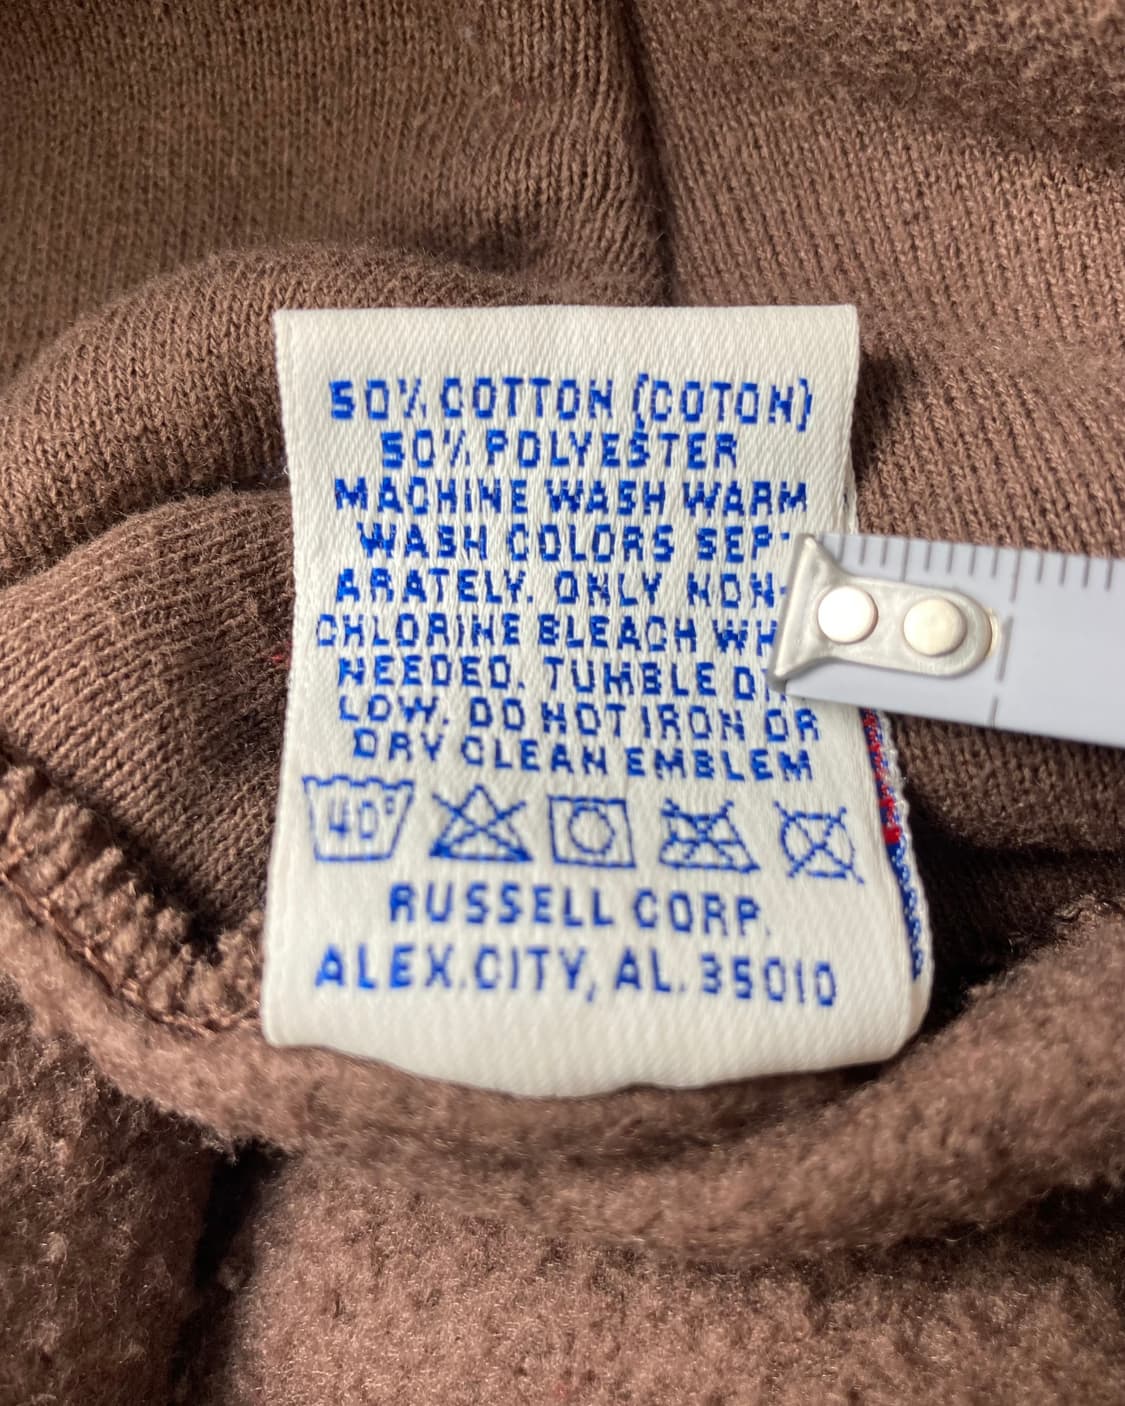 50% COTTON (COTON)
50% POLYESTER
MACHINE WASH WARM
WASH COLORS SEP-
ARATELY. ONLY NON-
CHLORINE BLEACH
NEEDED. TUMBLE
LOW. DO NOT IRON OR
DRY CLEAN EMBLEM
40°
RUSSELL CORP.
ALEX.CITY, AL. 35010